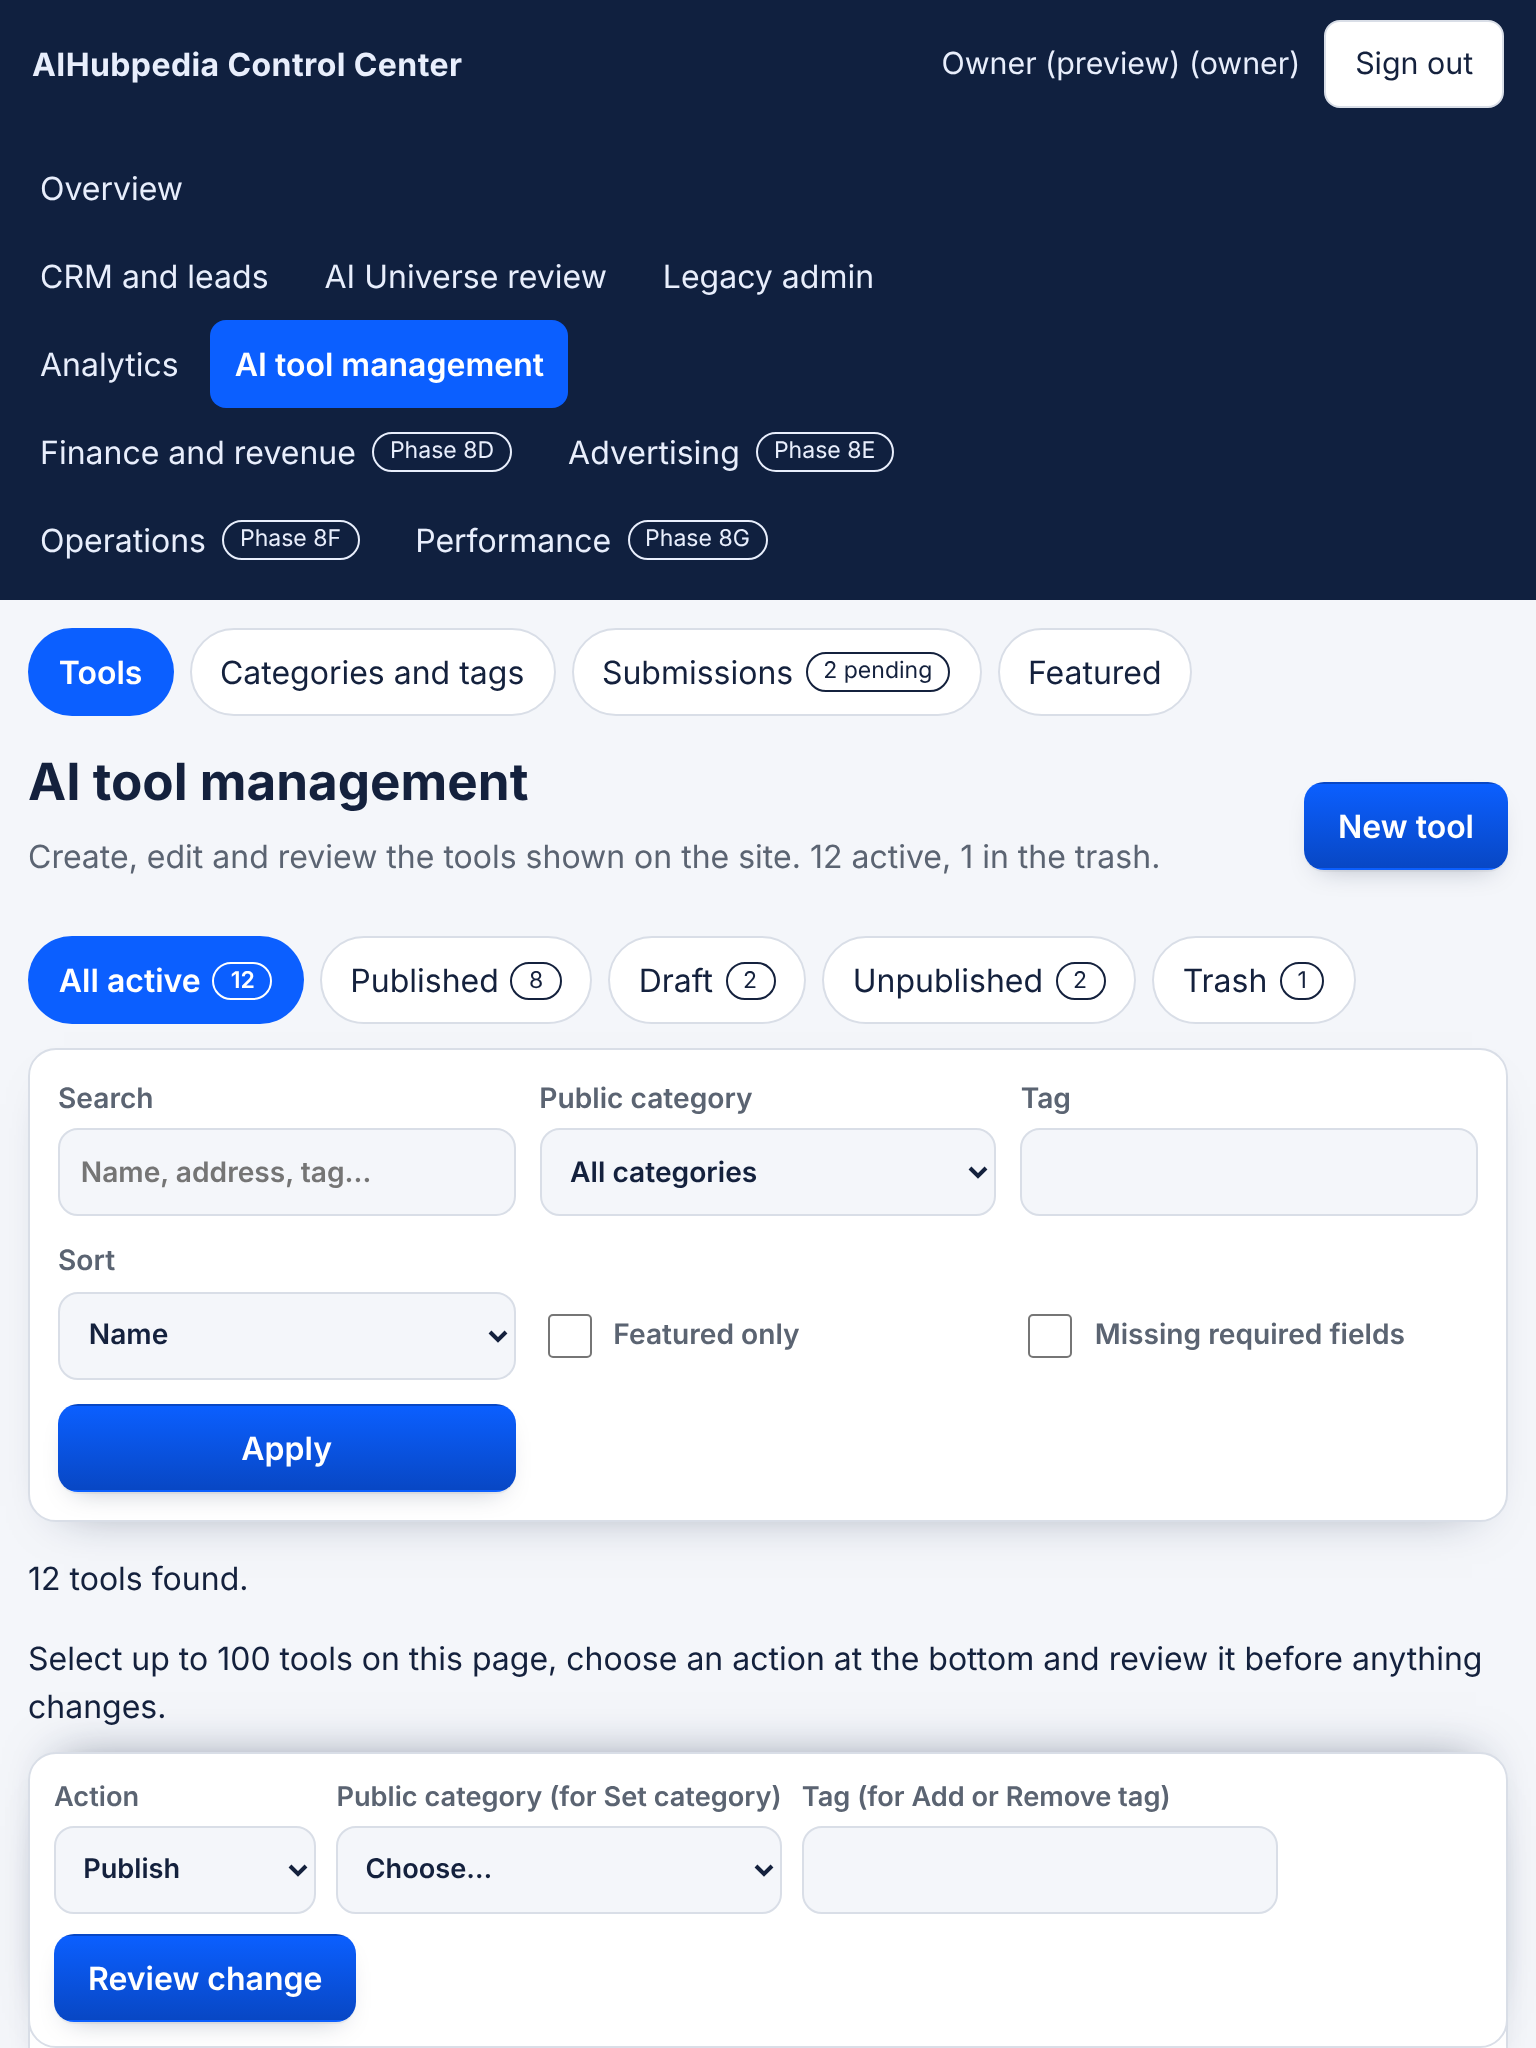 AIHubpedia Control Center
Owner (preview) (owner)
Sign out
Overview
CRM and leads AI Universe review Legacy admin
Analytics AI tool management
Finance and revenue Phase 8D Advertising Phase 8E
Operations Phase 8F Performance Phase 8G
Tools Categories and tags Submissions 2 pending Featured
AI tool management
Create, edit and review the tools shown on the site. 12 active, 1 in the trash.
New tool
All active 12 Published 8 Draft 2 Unpublished 2 Trash 1
Search Public category Tag
Name, address, tag... All categories
Sort
Name Featured only Missing required fields
Apply
12 tools found.
Select up to 100 tools on this page, choose an action at the bottom and review it before anything
changes.
Action Public category (for Set category) Tag (for Add or Remove tag)
Publish Choose...
Review change